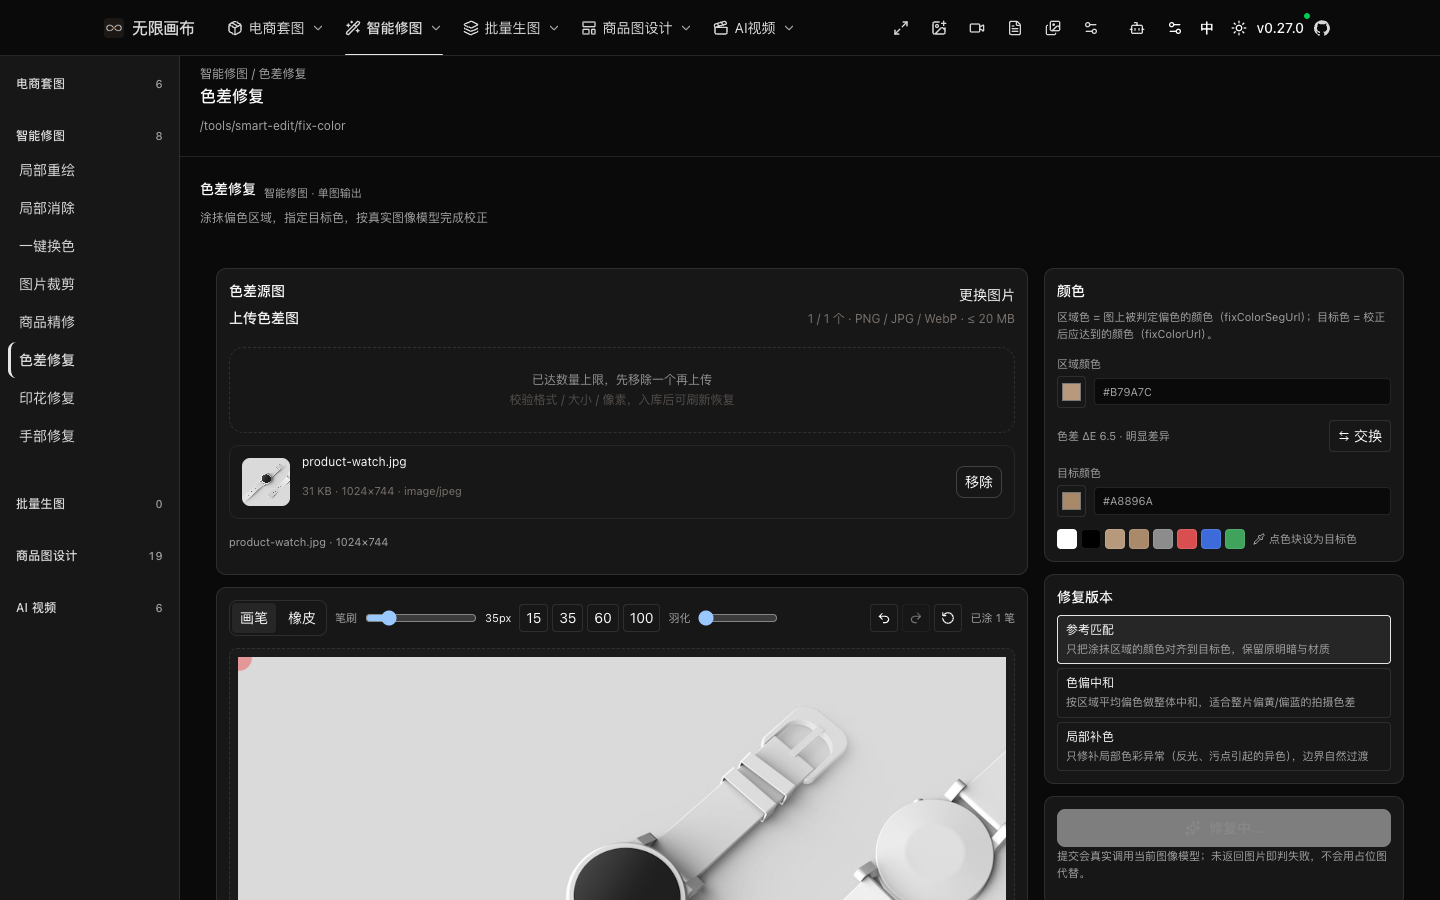 无限画布
电商套图
智能修图
批量生图
商品图设计
AI视频
中
v0.27.0
电商套图 6
智能修图 8
局部重绘
局部消除
一键换色
图片裁剪
商品精修
色差修复
印花修复
手部修复
批量生图 0
商品图设计 19
AI 视频 6
智能修图 / 色差修复
色差修复
/tools/smart-edit/fix-color
色差修复 智能修图 · 单图输出
涂抹偏色区域，指定目标色，按真实图像模型完成校正
色差源图
更换图片
上传色差图
1 / 1 个 · PNG / JPG / WebP · ≤ 20 MB
已达数量上限，先移除一个再上传
校验格式 / 大小 / 像素，入库后可刷新恢复
product-watch.jpg
31 KB · 1024×744 · image/jpeg
移除
product-watch.jpg · 1024×744
画笔 橡皮 笔刷 35px 15 35 60 100 羽化 已涂 1 笔
颜色
区域色 = 图上被判定偏色的颜色（fixColorSegUrl）；目标色 = 校正
后应达到的颜色（fixColorUrl）。
区域颜色
#B79A7C
色差 ΔE 6.5 · 明显差异
交换
目标颜色
#A8896A
点色块设为目标色
修复版本
参考匹配
只把涂抹区域的颜色对齐到目标色，保留原明暗与材质
色偏中和
按区域平均偏色做整体中和，适合整片偏黄/偏蓝的拍摄色差
局部补色
只修补局部色彩异常（反光、污点引起的异色），边界自然过渡
修复中…
提交会真实调用当前图像模型；未返回图片即判失败，不会用占位图
代替。